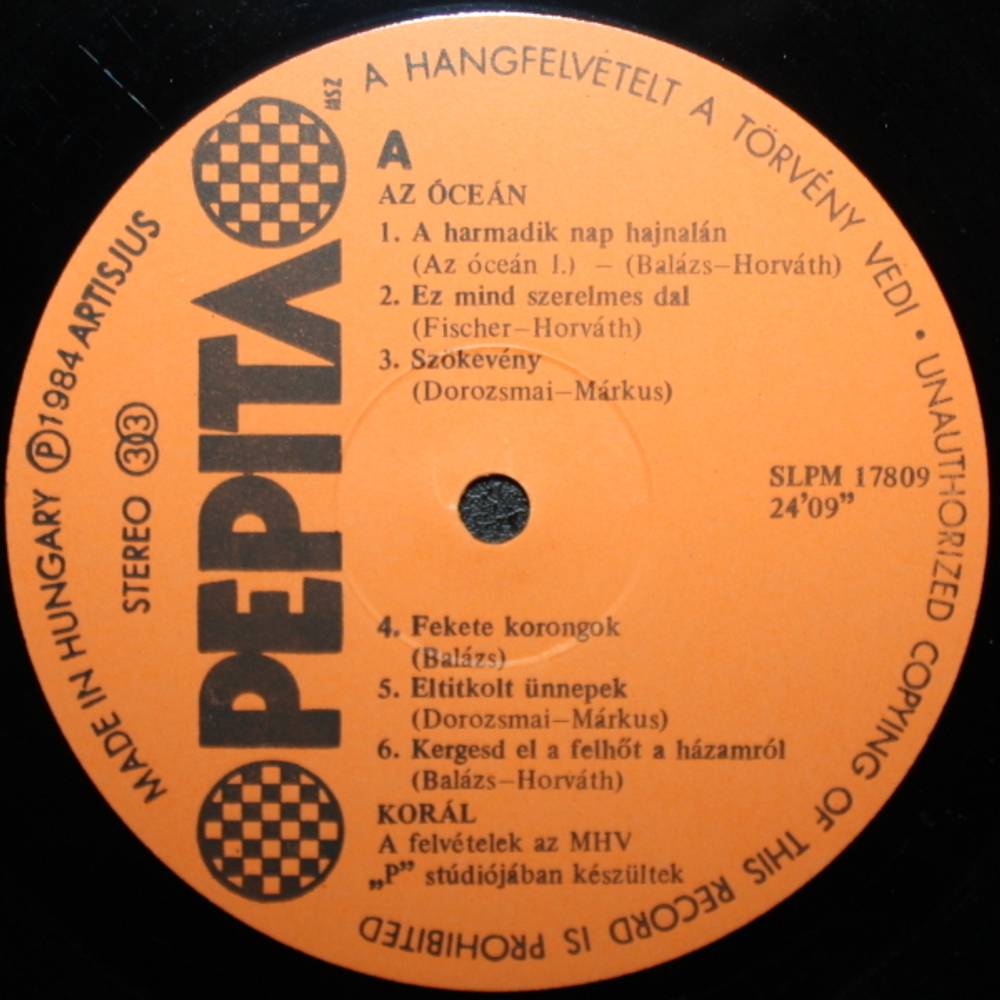 A HANGFELVÉTELT A TÖRVÉNY VÉDI • UNAUTHORIZED COPYING OF THIS RECORD IS PROHIBITED
MADE IN HUNGARY Ⓟ 1984 ARTISJUS
STEREO 33
PEPITA
MSZ
A
AZ ÓCEÁN
1. A harmadik nap hajnalán
(Az óceán I.) – (Balázs–Horváth)
2. Ez mind szerelmes dal
(Fischer–Horváth)
3. Szökevény
(Dorozsmai–Márkus)
SLPM 17809
24’09”
4. Fekete korongok
(Balázs)
5. Eltitkolt ünnepek
(Dorozsmai–Márkus)
6. Kergesd el a felhőt a házamról
(Balázs–Horváth)
KORÁL
A felvételek az MHV
„P” stúdiójában készültek